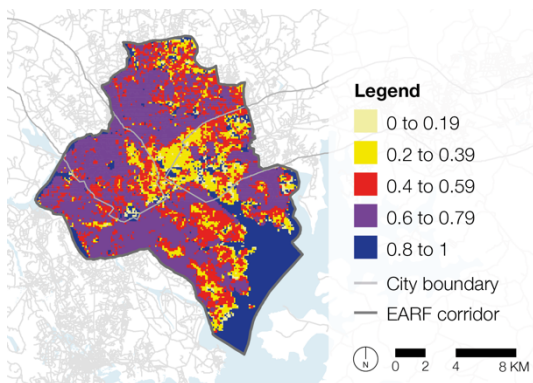 Legend
0 to 0.19
0.2 to 0.39
0.4 to 0.59
0.6 to 0.79
0.8 to 1
City boundary
EARF corridor
N
0 2 4 8 KM